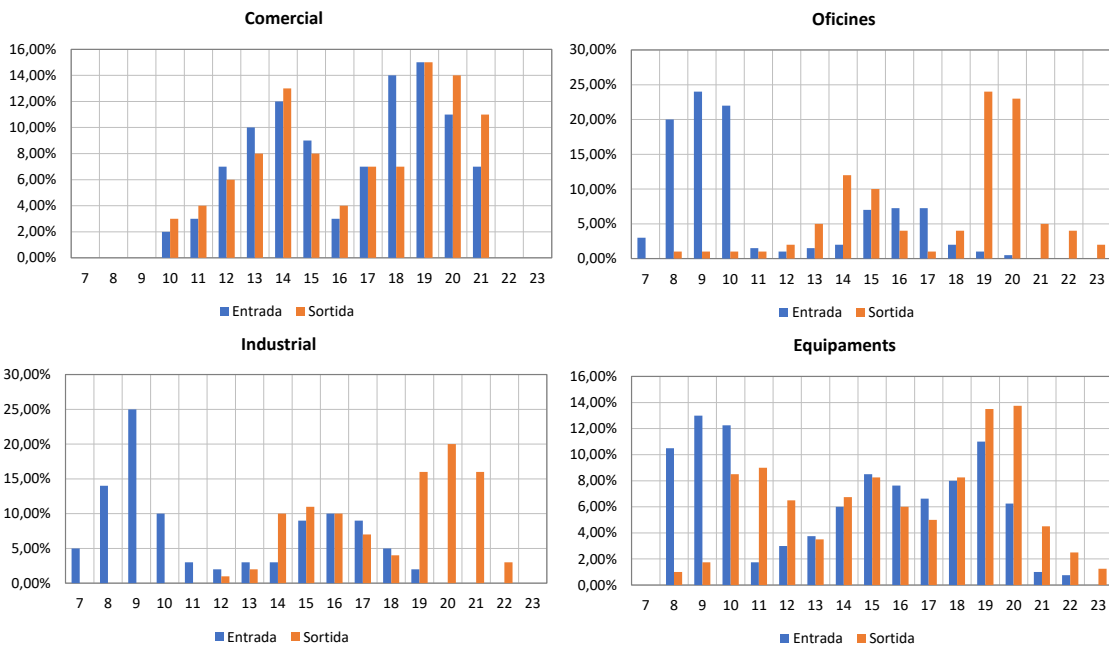 Comercial
16,00%
14,00%
12,00%
10,00%
8,00%
6,00%
4,00%
2,00%
0,00%
7 8 9 10 11 12 13 14 15 16 17 18 19 20 21 22 23
Entrada Sortida
Oficines
30,00%
25,00%
20,00%
15,00%
10,00%
5,00%
0,00%
7 8 9 10 11 12 13 14 15 16 17 18 19 20 21 22 23
Entrada Sortida
Industrial
30,00%
25,00%
20,00%
15,00%
10,00%
5,00%
0,00%
7 8 9 10 11 12 13 14 15 16 17 18 19 20 21 22 23
Entrada Sortida
Equipaments
16,00%
14,00%
12,00%
10,00%
8,00%
6,00%
4,00%
2,00%
0,00%
7 8 9 10 11 12 13 14 15 16 17 18 19 20 21 22 23
Entrada Sortida